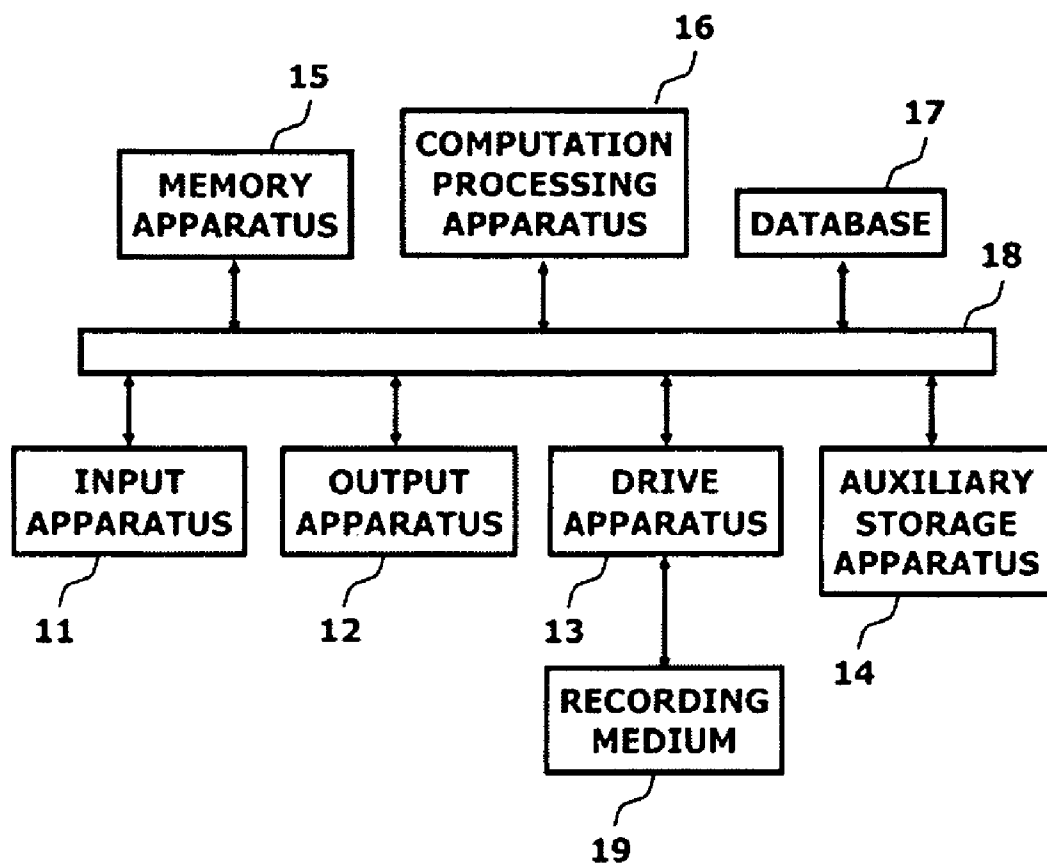 16
15
17
COMPUTATION
PROCESSING
APPARATUS
MEMORY
APPARATUS
DATABASE
18
INPUT
APPARATUS
OUTPUT
APPARATUS
DRIVE
APPARATUS
AUXILIARY
STORAGE
APPARATUS
11
12
13
14
RECORDING
MEDIUM
19